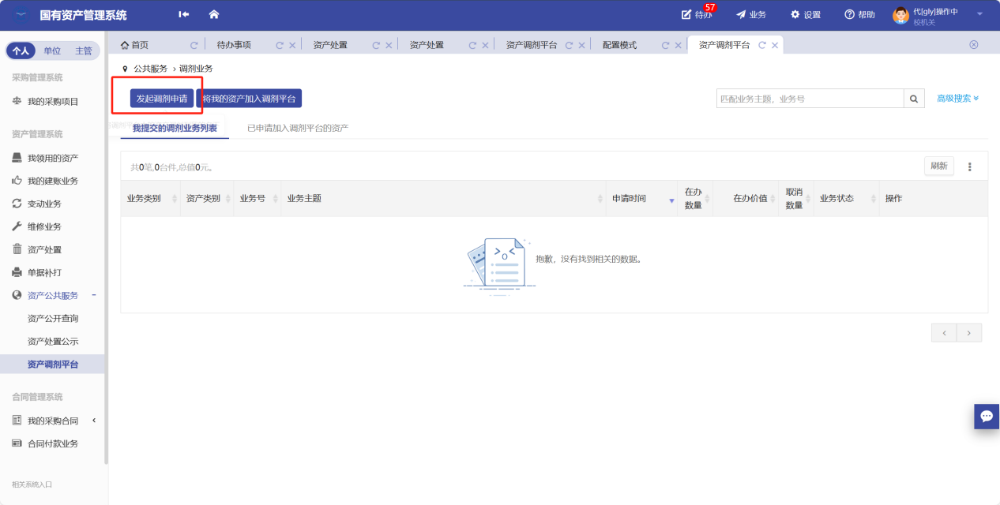 国有资产管理系统
待办
57
业务
设置
帮助
代[gly]操作中
校机关
个人
单位
主管
首页
待办事项
资产处置
资产处置
资产调剂平台
配置模式
资产调剂平台
采购管理系统
我的采购项目
资产管理系统
我领用的资产
我的建账业务
变动业务
维修业务
资产处置
单据补打
资产公共服务
资产公开查询
资产处置公示
资产调剂平台
合同管理系统
我的采购合同
合同付款业务
相关系统入口
公共服务 › 调剂业务
发起调剂申请
将我的资产加入调剂平台
匹配业务主题，业务号
高级搜索
我提交的调剂业务列表
已申请加入调剂平台的资产
共0笔,0台件,总值0元。
刷新
业务类别
资产类别
业务号
业务主题
申请时间
在办
数量
在办价值
取消
数量
业务状态
操作
抱歉，没有找到相关的数据。